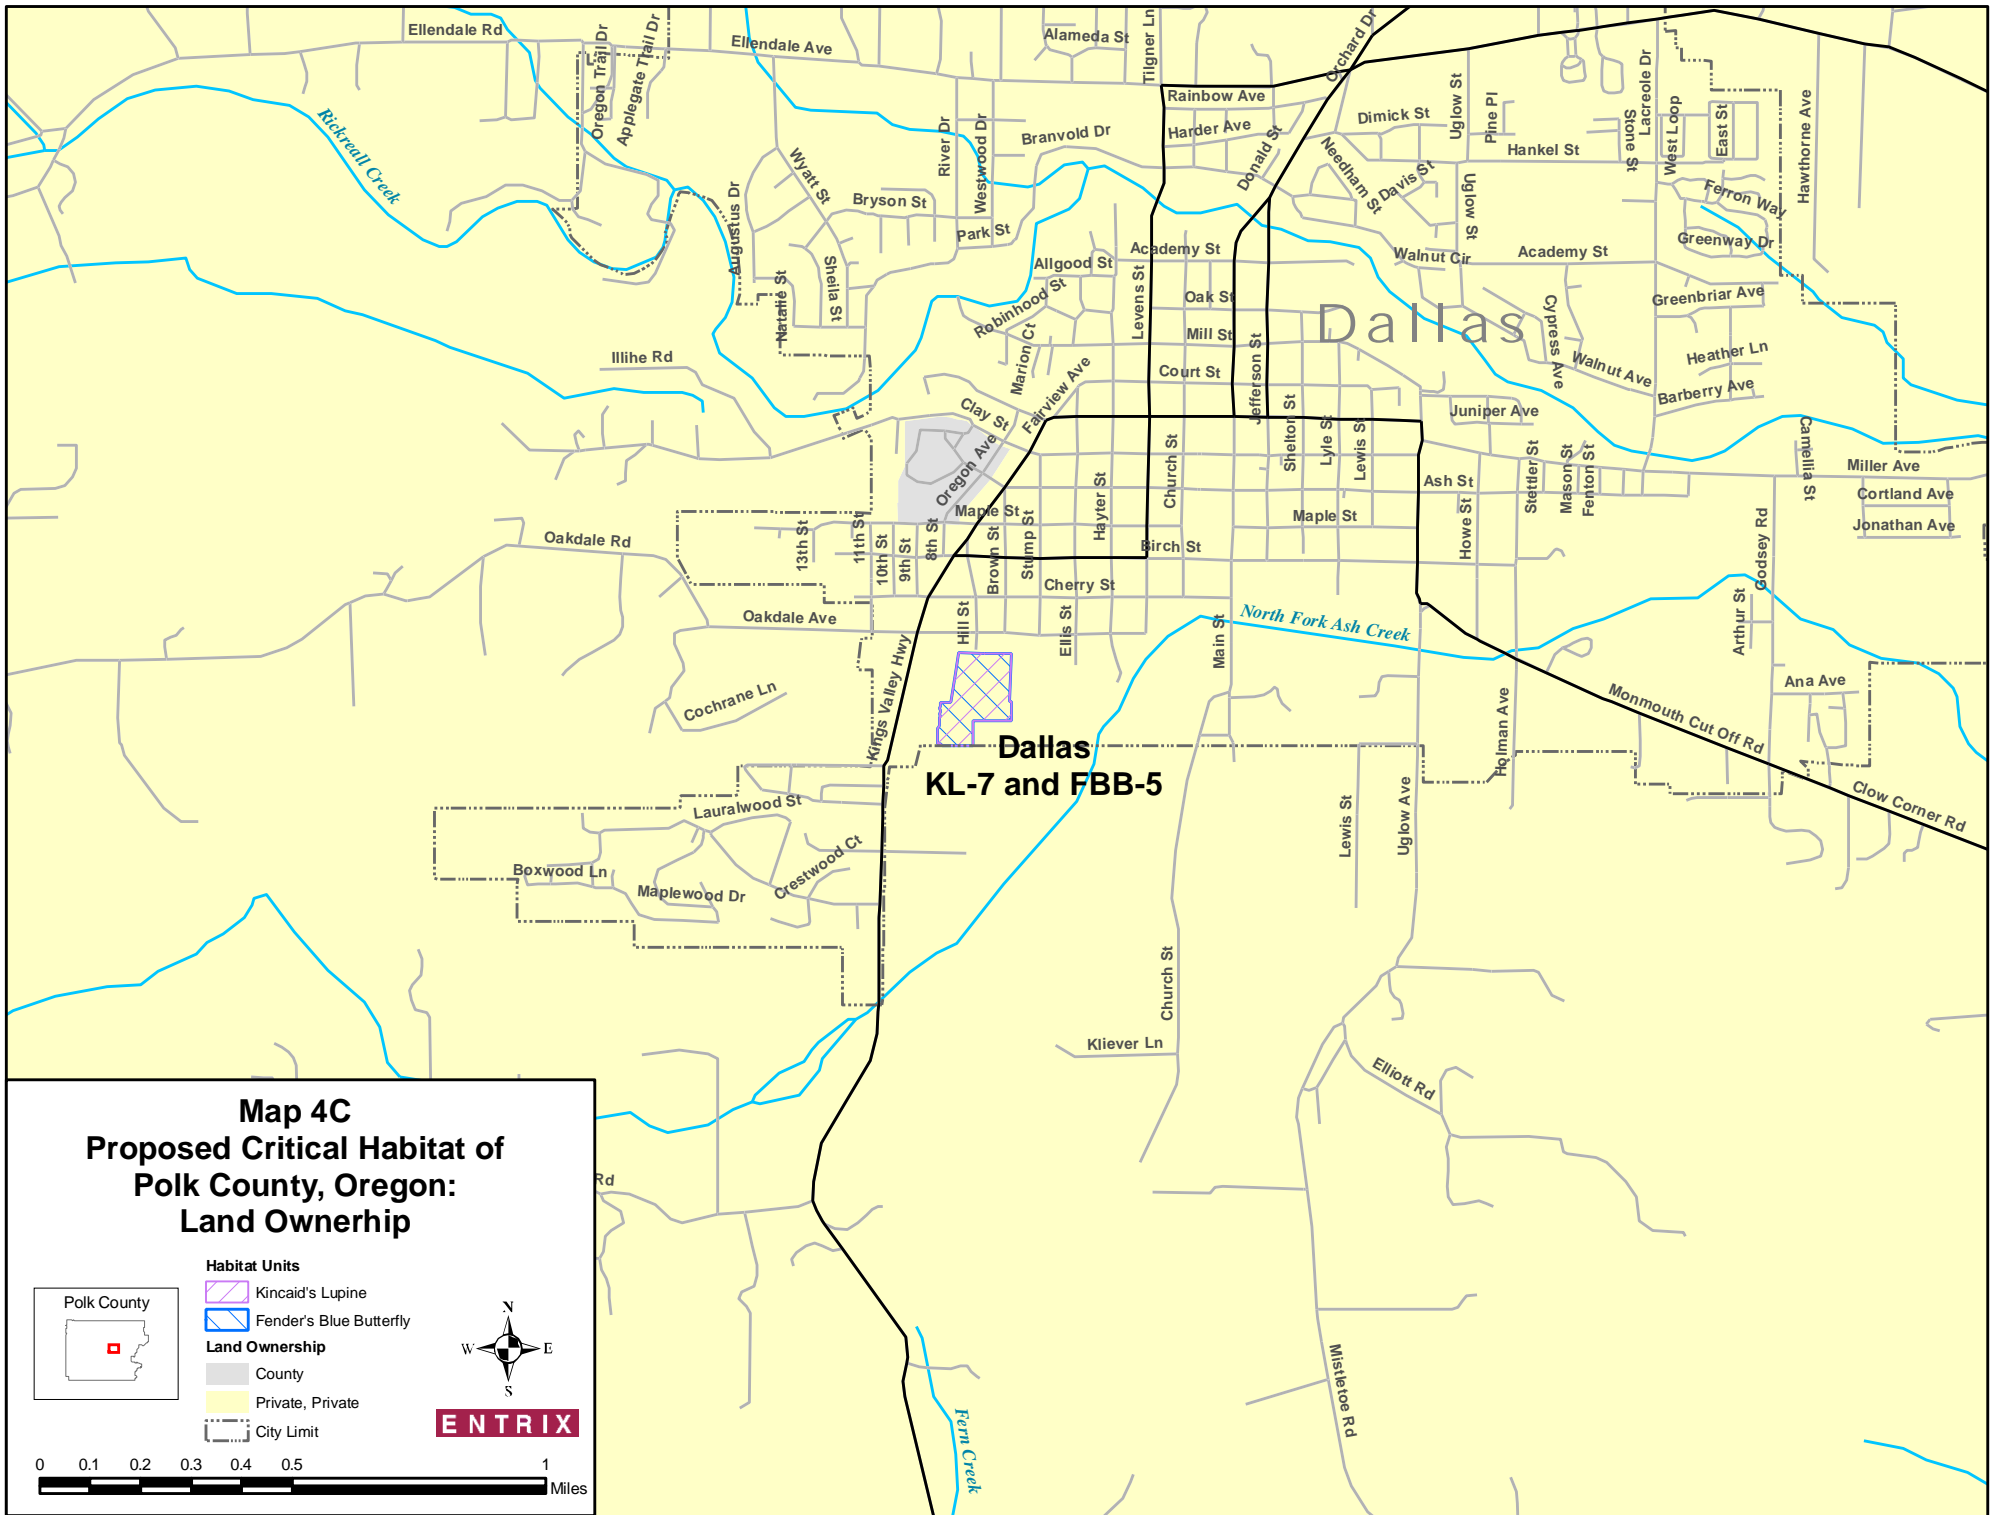 Ellendale Rd
Oregon Trail Dr
Applegate Trail Dr
Ellendale Ave
Alameda St
Tilgner Ln
Orchard Dr
Rainbow Ave
Harder Ave
Donald St
Branvold Dr
River Dr
Westwood Dr
Dimick St
Uglow St
Pine Pl
Hankel St
Stone St
Lacreole Dr
West Loop
East St
Hawthorne Ave
Rickreall Creek
Wyatt St
Bryson St
Park St
Augustus Dr
Natalie St
Sheila St
Needham St
Davis St
Uglow St
Ferron Way
Greenway Dr
Academy St
Allgood St
Walnut Cir
Academy St
Greenbriar Ave
Robinhood St
Levens St
Oak St
Mill St
Dallas
Cypress Ave
Heather Ln
Illihe Rd
Marion Ct
Fairview Ave
Court St
Jefferson St
Walnut Ave
Barberry Ave
Clay St
Juniper Ave
Oregon Ave
Church St
Shelton St
Lyle St
Lewis St
Stettler St
Mason St
Fenton St
Camellia St
Miller Ave
Ash St
Cortland Ave
Maple St
Hayter St
Maple St
Howe St
Jonathan Ave
Godsey Rd
Oakdale Rd
13th St
11th St
10th St
9th St
8th St
Brown St
Stump St
Birch St
Cherry St
Oakdale Ave
Hill St
Ellis St
Main St
North Fork Ash Creek
Arthur St
Kings Valley Hwy
Cochrane Ln
Holman Ave
Monmouth Cut Off Rd
Ana Ave
Dallas
KL-7 and FBB-5
Lauralwood St
Lewis St
Uglow Ave
Clow Corner Rd
Boxwood Ln
Maplewood Dr
Crestwood Ct
Church St
Kliever Ln
Elliott Rd
Rd
Mistletoe Rd
Fern Creek
Map 4C
Proposed Critical Habitat of
Polk County, Oregon:
Land Ownerhip
Polk County
Habitat Units
Kincaid's Lupine
Fender's Blue Butterfly
Land Ownership
County
Private, Private
City Limit
N
W E
S
ENTRIX
0 0.1 0.2 0.3 0.4 0.5 1
Miles